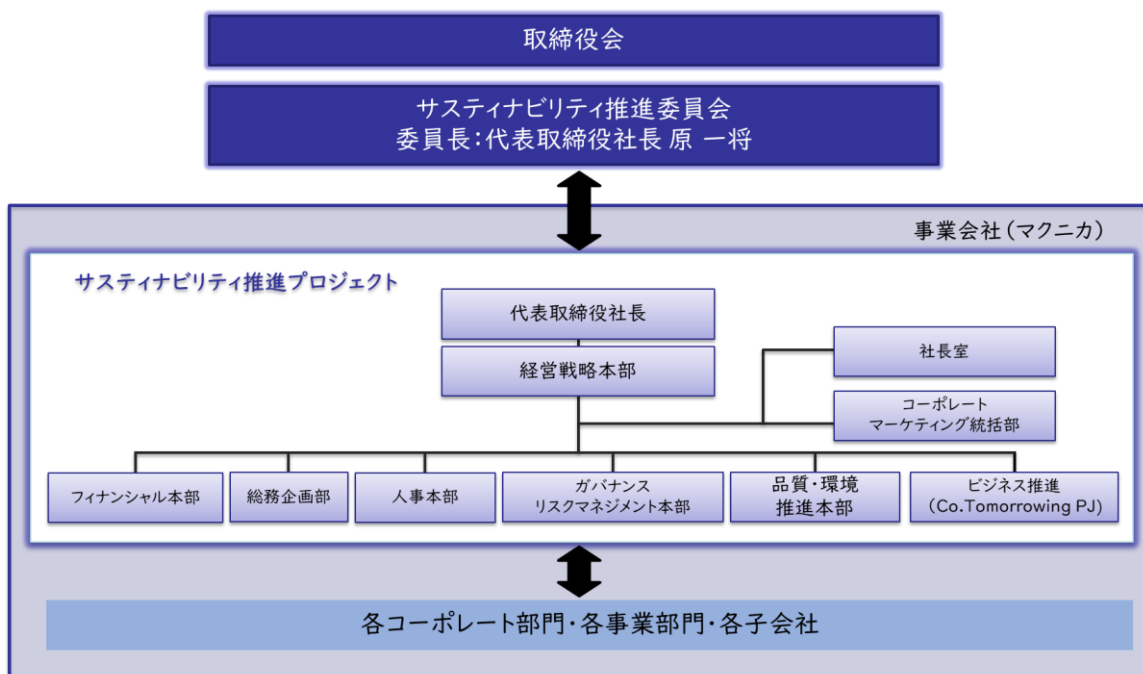 取締役会
サスティナビリティ推進委員会
委員長：代表取締役社長 原 一将
事業会社（マクニカ）
サスティナビリティ推進プロジェクト
代表取締役社長
経営戦略本部
社長室
コーポレート
マーケティング統括部
フィナンシャル本部
総務企画部
人事本部
ガバナンス
リスクマネジメント本部
品質・環境
推進本部
ビジネス推進
(Co.Tomorrowing PJ)
各コーポレート部門・各事業部門・各子会社